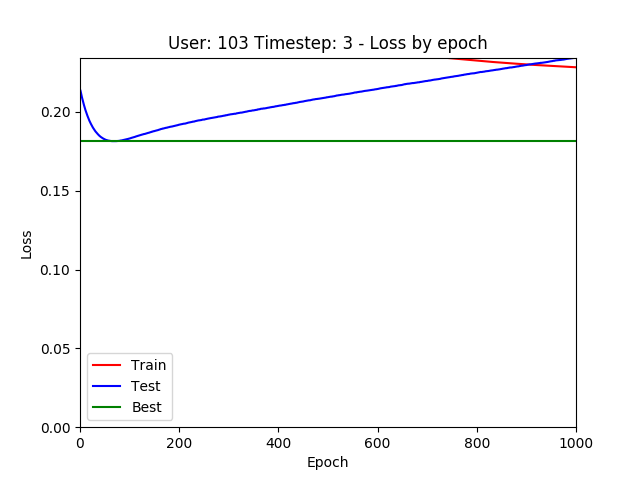 User: 103 Timestep: 3 - Loss by epoch
0.20
0.15
0.10
0.05
0.00
Loss
Train
Test
Best
0 200 400 600 800 1000
Epoch